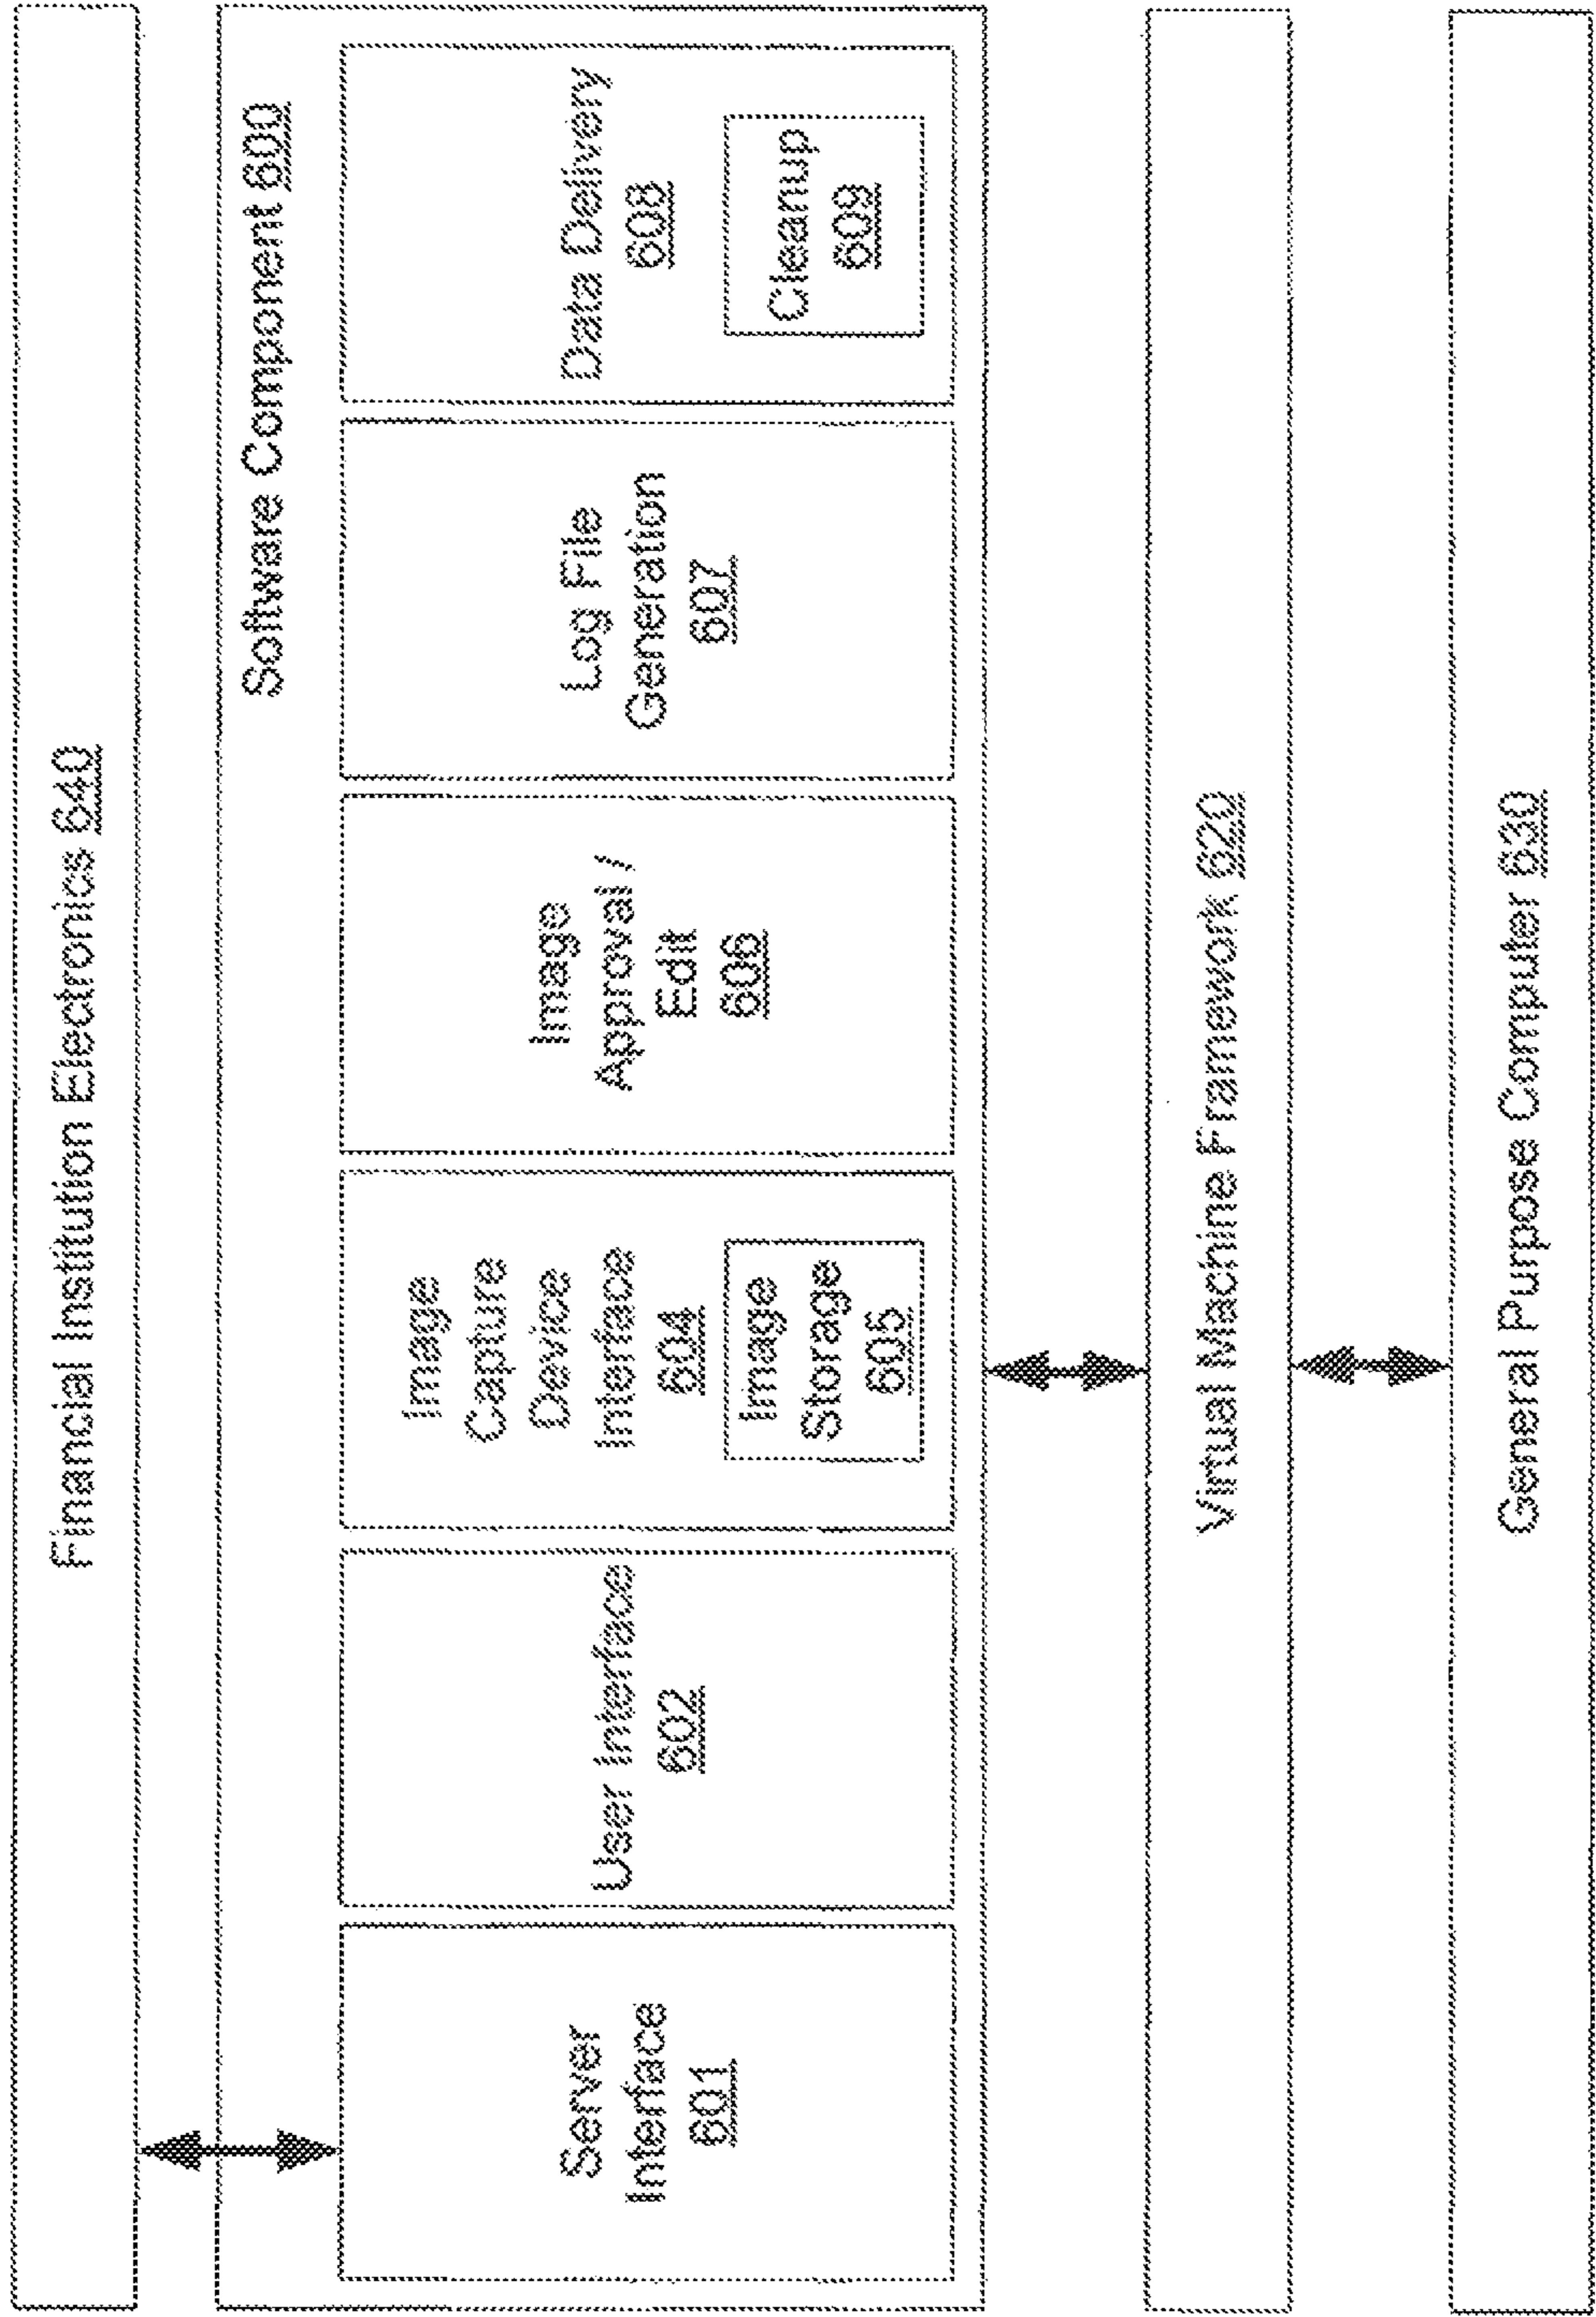 Financial Institution Electronics 640
Software Component 600
Server
Interface
601
User Interface
602
Image
Capture
Device
Interface
604
Image
Storage
605
Image
Approval /
Edit
606
Log File
Generation
607
Data Delivery
608
Cleanup
609
Virtual Machine Framework 620
General Purpose Computer 630